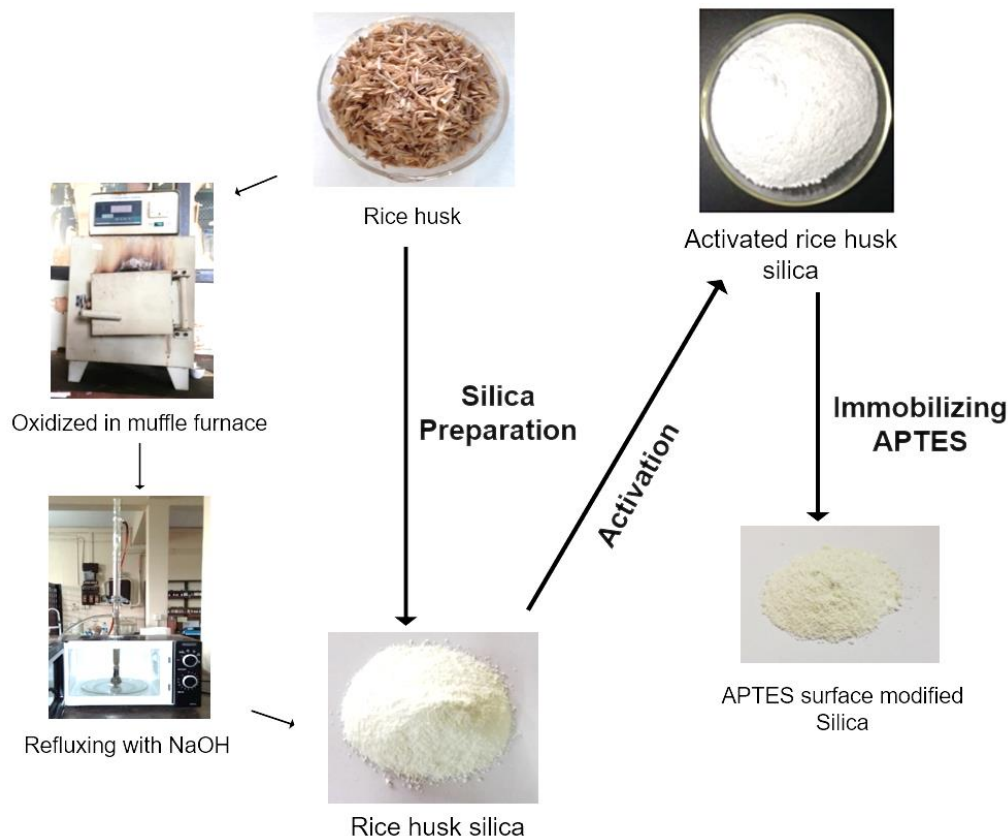 Rice husk
Activated rice husk
silica
Oxidized in muffle furnace
Silica
Preparation
Activation
Immobilizing
APTES
Refluxing with NaOH
Rice husk silica
APTES surface modified
Silica